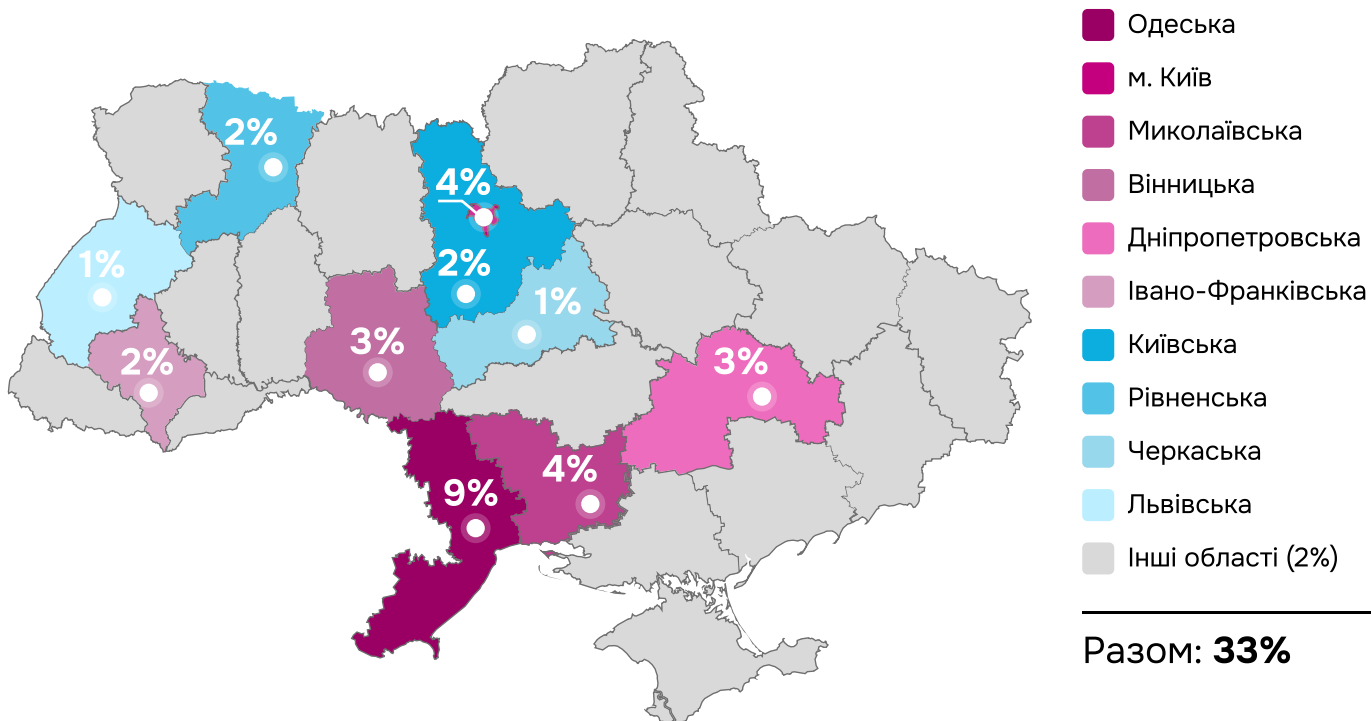 2%
4%
1%
2%
1%
2%
3%
3%
9%
4%
Одеська
м. Київ
Миколаївська
Вінницька
Дніпропетровська
Івано-Франківська
Київська
Рівненська
Черкаська
Львівська
Інші області (2%)
Разом: 33%